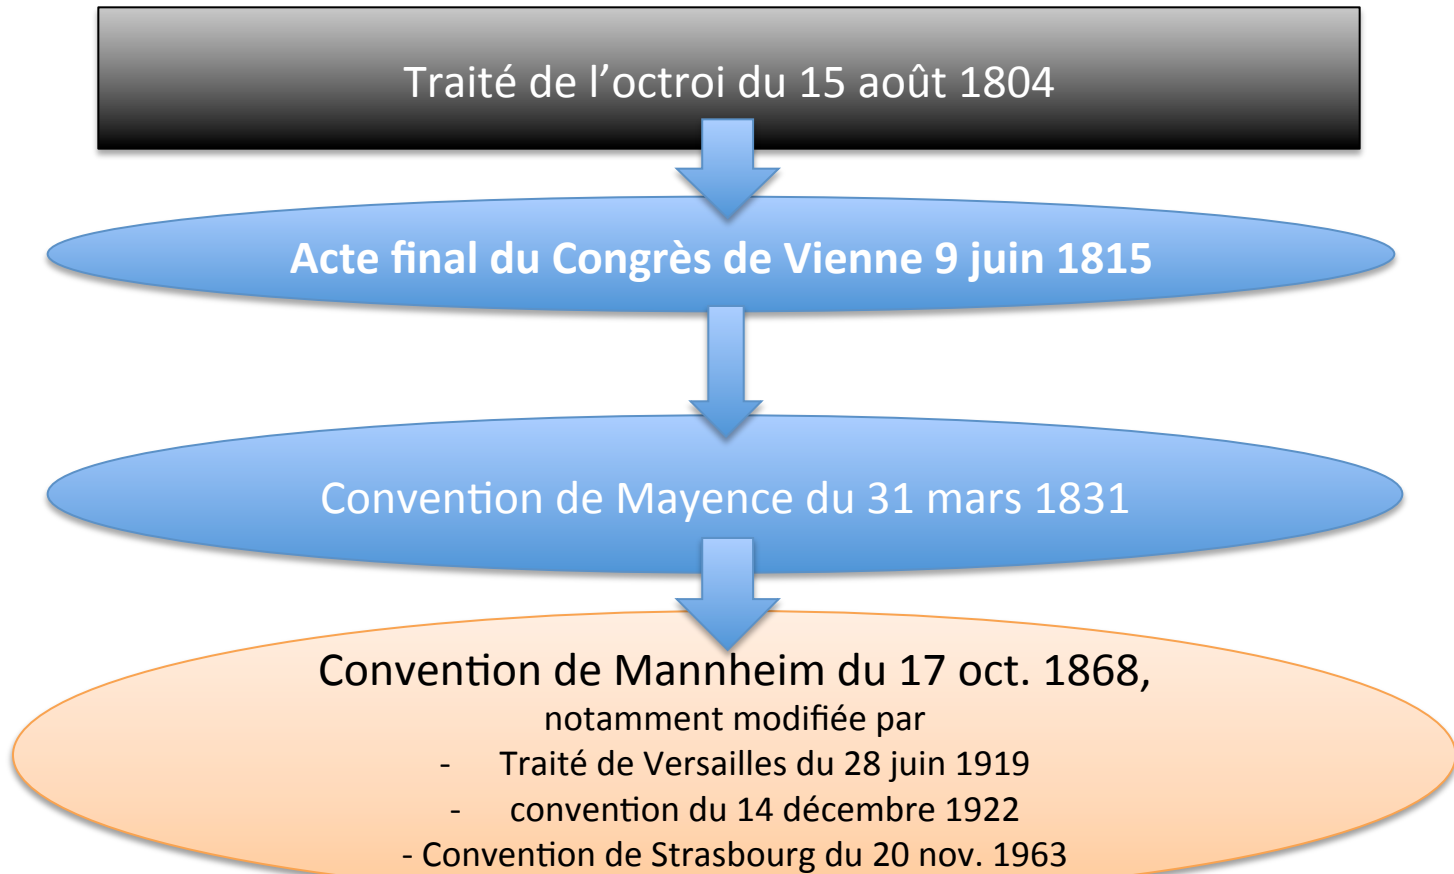 Traité de l’octroi du 15 août 1804
Acte final du Congrès de Vienne 9 juin 1815
Convention de Mayence du 31 mars 1831
Convention de Mannheim du 17 oct. 1868,
notamment modifiée par
- Traité de Versailles du 28 juin 1919
- convention du 14 décembre 1922
- Convention de Strasbourg du 20 nov. 1963